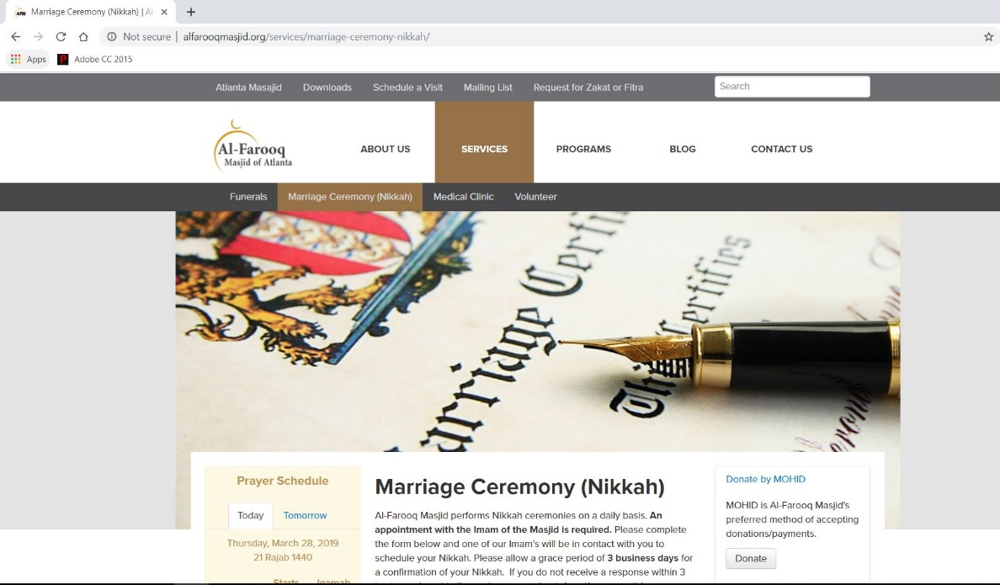 AFM Marriage Ceremony (Nikkah) | Al
Not secure | alfarooqmasjid.org/services/marriage-ceremony-nikkah/
Apps Adobe CC 2015
Atlanta Masajid Downloads Schedule a Visit Mailing List Request for Zakat or Fitra Search
Al-Farooq
Masjid of Atlanta
ABOUT US SERVICES PROGRAMS BLOG CONTACT US
Funerals Marriage Ceremony (Nikkah) Medical Clinic Volunteer
arriage Certifi
This Certifies
Prayer Schedule
Today Tomorrow
Thursday, March 28, 2019
21 Rajab 1440
Starts Iqamah
Marriage Ceremony (Nikkah)
Al-Farooq Masjid performs Nikkah ceremonies on a daily basis. An
appointment with the Imam of the Masjid is required. Please complete
the form below and one of our Imam's will be in contact with you to
schedule your Nikkah. Please allow a grace period of 3 business days for
a confirmation of your Nikkah. If you do not receive a response within 3
Donate by MOHID
MOHID is Al-Farooq Masjid's
preferred method of accepting
donations/payments.
Donate